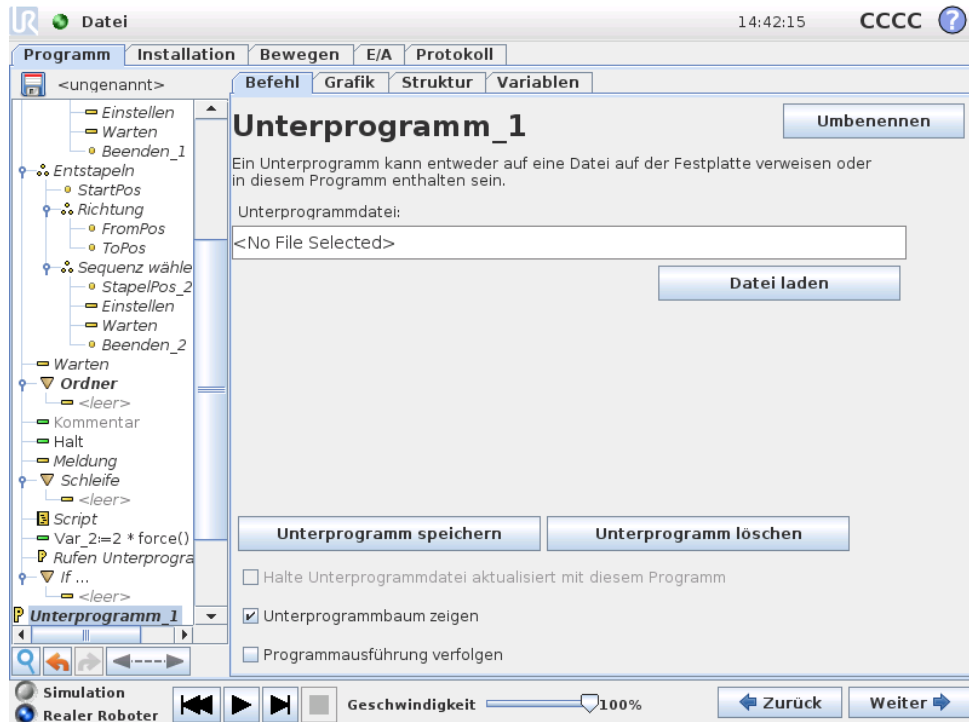 Datei
14:42:15
CCCC
?
Programm
Installation
Bewegen
E/A
Protokoll
<ungenannt>
Befehl
Grafik
Struktur
Variablen
Einstellen
Warten
Beenden_1
Entstapeln
StartPos
Richtung
FromPos
ToPos
Sequenz wähle
StapelPos_2
Einstellen
Warten
Beenden_2
Warten
Ordner
<leer>
Kommentar
Halt
Meldung
Schleife
<leer>
Script
Var_2:=2 * force()
P Rufen Unterprogra
If ...
<leer>
P Unterprogramm_1
Unterprogramm_1
Umbenennen
Ein Unterprogramm kann entweder auf eine Datei auf der Festplatte verweisen oder
in diesem Programm enthalten sein.
Unterprogrammdatei:
<No File Selected>
Datei laden
Unterprogramm speichern
Unterprogramm löschen
Halte Unterprogrammdatei aktualisiert mit diesem Programm
Unterprogrammbaum zeigen
Programmausführung verfolgen
Simulation
Realer Roboter
Geschwindigkeit
100%
Zurück
Weiter